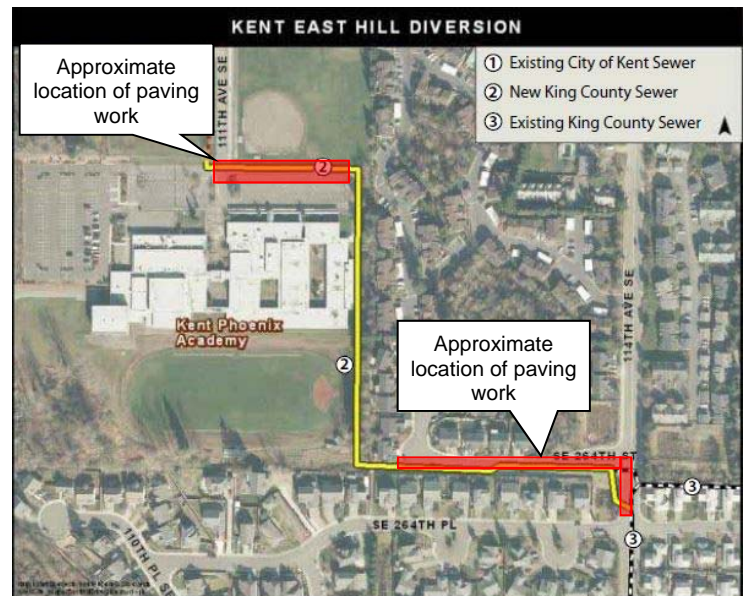 KENT EAST HILL DIVERSION
Approximate
location of paving
work
111TH AVE SE
1 Existing City of Kent Sewer
2 New King County Sewer
3 Existing King County Sewer
2
Kent Phoenix
Academy
2
114TH AVE SE
Approximate
location of paving
work
SE 264TH ST
3
SE 264TH PL
3
110TH PL SE